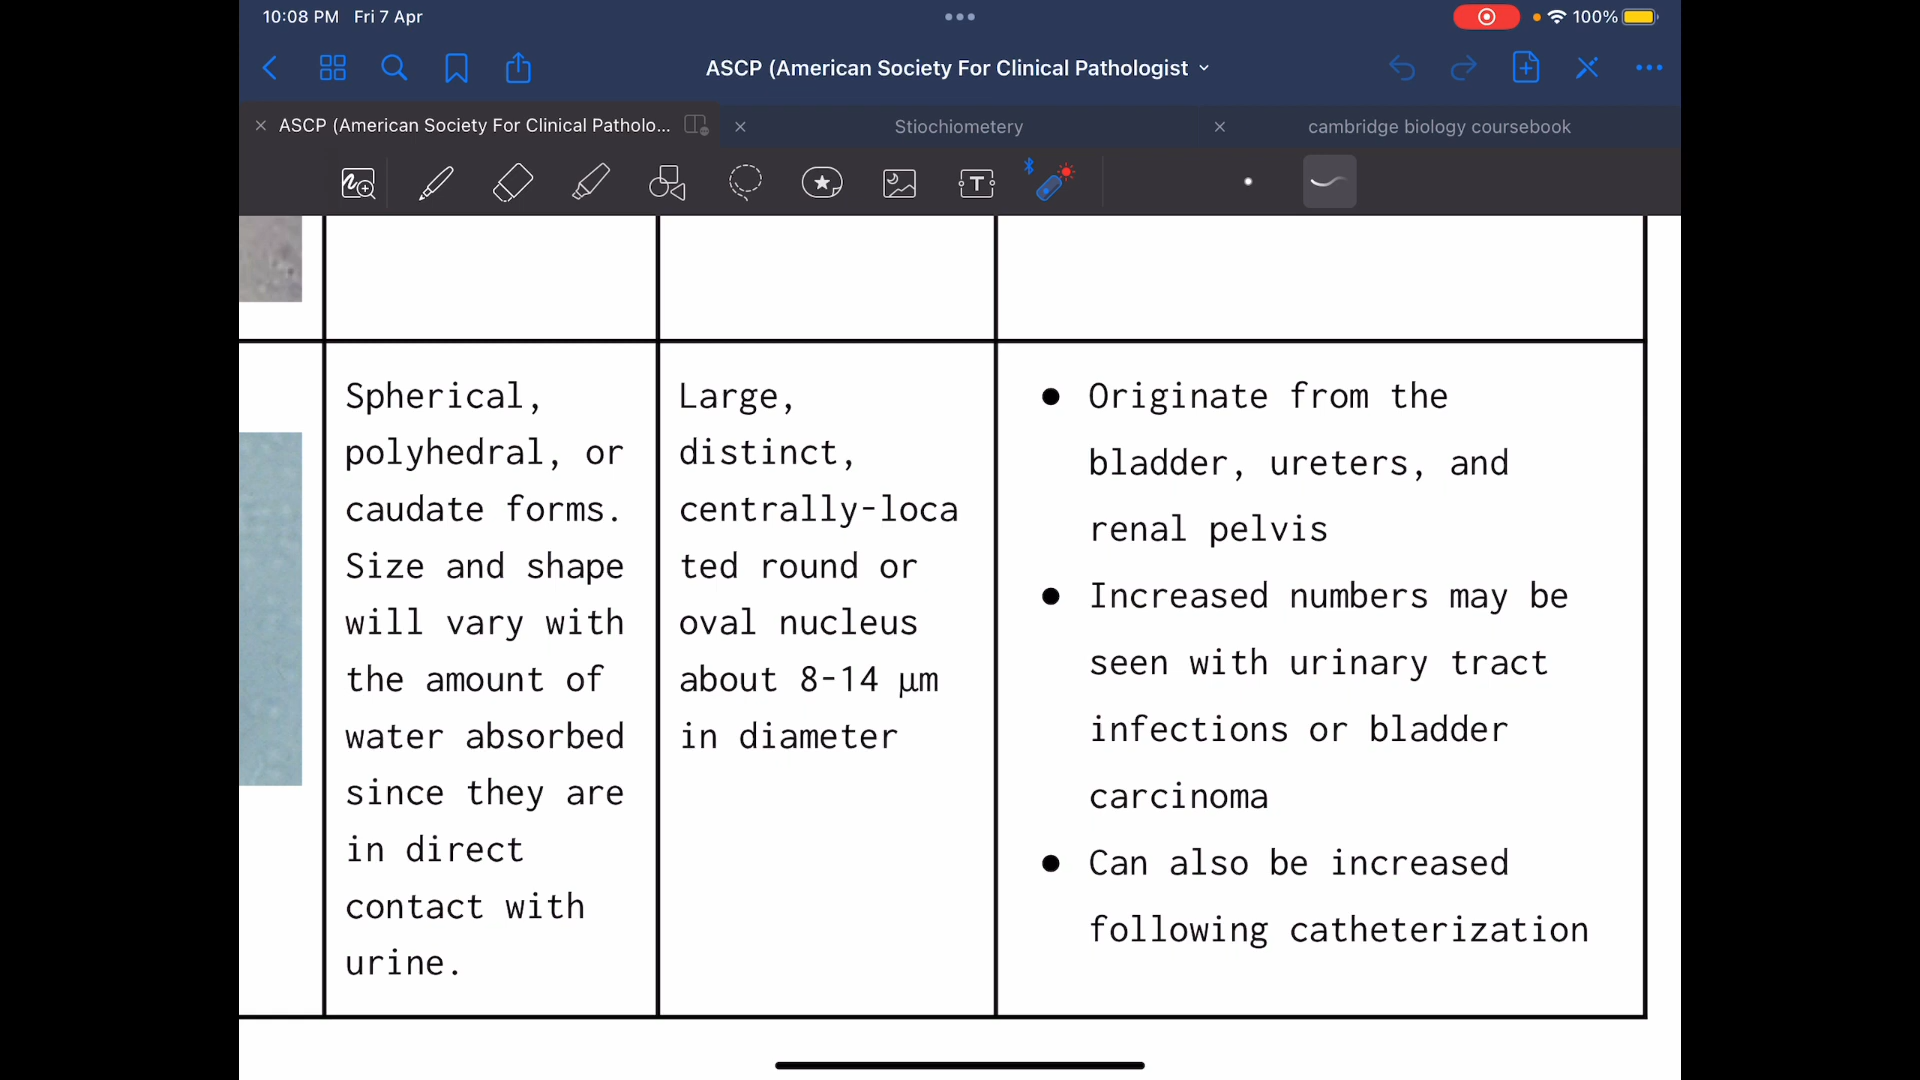 10:08 PM Fri 7 Apr
100%
ASCP (American Society For Clinical Pathologist
ASCP (American Society For Clinical Patholo...
Stiochiometery
cambridge biology coursebook
T
Spherical,
polyhedral, or
caudate forms.
Size and shape
will vary with
the amount of
water absorbed
since they are
in direct
contact with
urine.
Large,
distinct,
centrally-loca
ted round or
oval nucleus
about 8-14 μm
in diameter
● Originate from the
bladder, ureters, and
renal pelvis
● Increased numbers may be
seen with urinary tract
infections or bladder
carcinoma
● Can also be increased
following catheterization